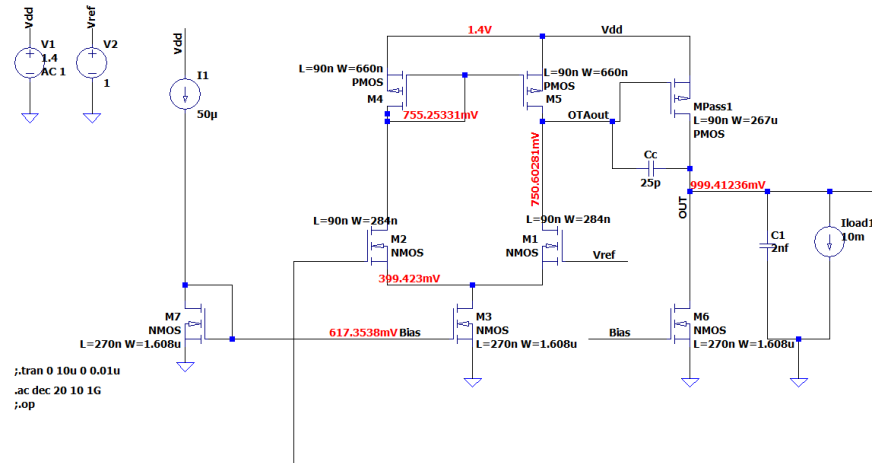 Vdd
V1
1.4
AC 1
Vref
V2
1
Vdd
I1
50µ
1.4V
Vdd
L=90n W=660n
PMOS
M4
L=90n W=660n
PMOS
M5
MPass1
L=90n W=267u
PMOS
755.25331mV
OTAout
750.60281mV
Cc
25p
999.41236mV
OUT
L=90n W=284n
M2
NMOS
L=90n W=284n
M1
NMOS
Vref
C1
2nf
Iload1
10m
399.423mV
M7
NMOS
L=270n W=1.608u
617.3538mV
Bias
M3
NMOS
L=270n W=1.608u
Bias
M6
NMOS
L=270n W=1.608u
;.tran 0 10u 0 0.01u
.ac dec 20 10 1G
;.op